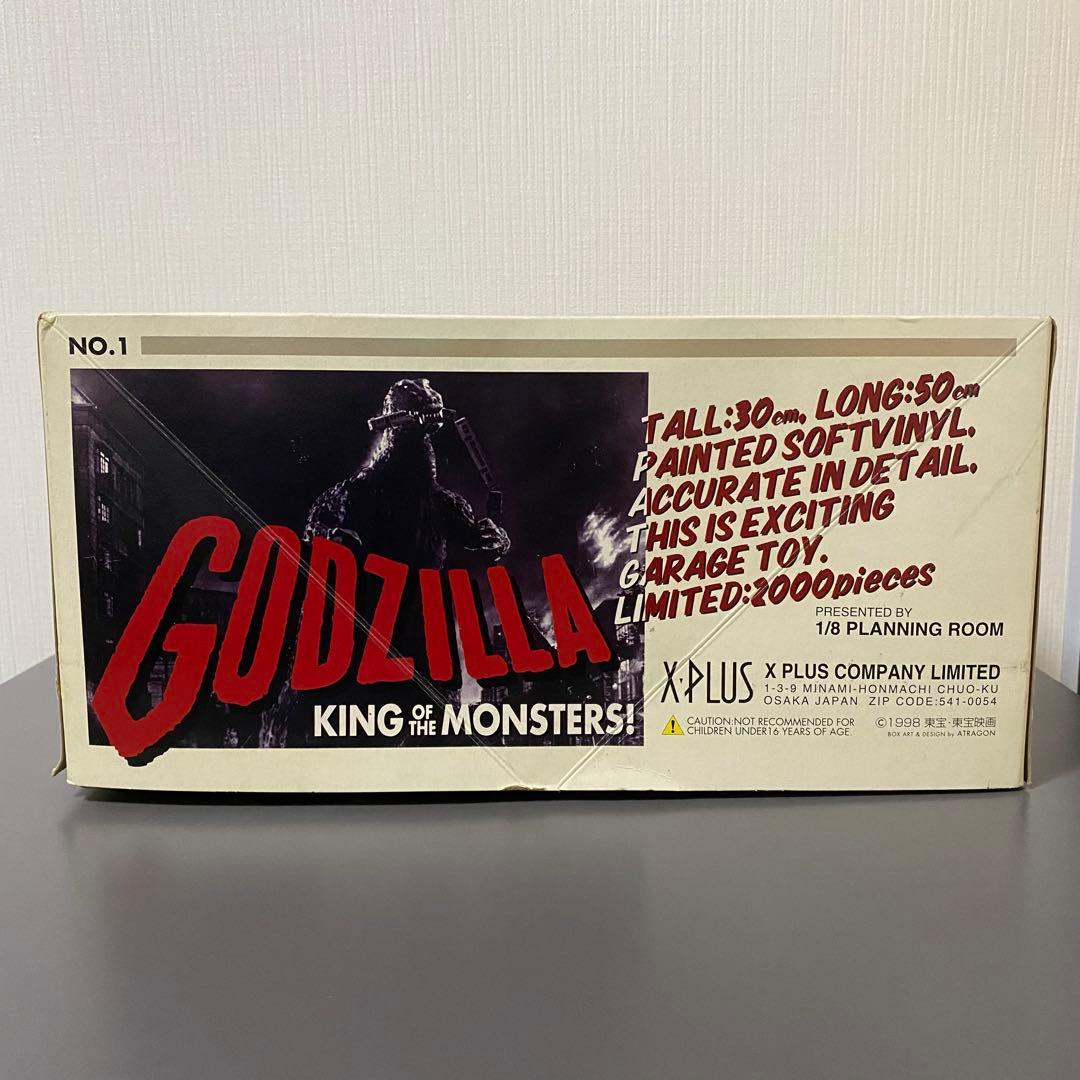 NO.1
TALL:30cm, LONG:50cm
PAINTED SOFTVINYL.
ACCURATE IN DETAIL.
THIS IS EXCITING
GARAGE TOY.
LIMITED:2000pieces
GODZILLA
KING OF THE MONSTERS!
PRESENTED BY
1/8 PLANNING ROOM
X·PLUS
X PLUS COMPANY LIMITED
1-3-9 MINAMI-HONMACHI CHUO-KU
OSAKA JAPAN ZIP CODE:541-0054
CAUTION:NOT RECOMMENDED FOR
CHILDREN UNDER16 YEARS OF AGE.
©1998 東宝・東宝映画
BOX ART & DESIGN by ATRAGON